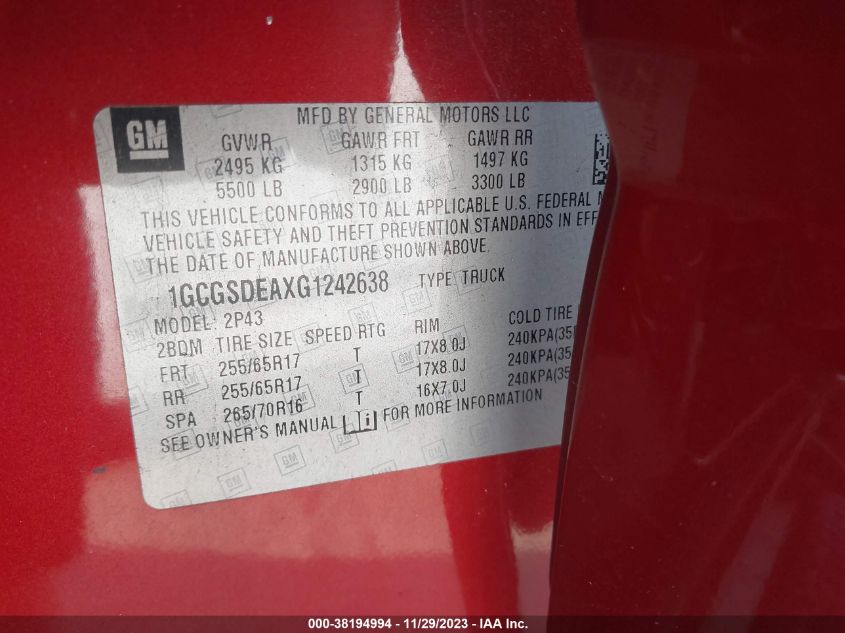 GM
MFD BY GENERAL MOTORS LLC
GVWR GAWR FRT GAWR RR
2495 KG 1315 KG 1497 KG
5500 LB 2900 LB 3300 LB
THIS VEHICLE CONFORMS TO ALL APPLICABLE U.S. FEDERAL
VEHICLE SAFETY AND THEFT PREVENTION STANDARDS IN EFF
THE DATE OF MANUFACTURE SHOWN ABOVE.
1GCGSDEAXG1242638 TYPE TRUCK
MODEL: 2P43
2BDM TIRE SIZE SPEED RTG RIM COLD TIRE
FRT 255/65R17 T 17X8.0J 240KPA(35
RR 255/65R17 T 17X8.0J 240KPA(35
SPA 265/70R16 T 16X7.0J 240KPA(35
SEE OWNER'S MANUAL i FOR MORE INFORMATION
000-38194994 - 11/29/2023 - IAA Inc.